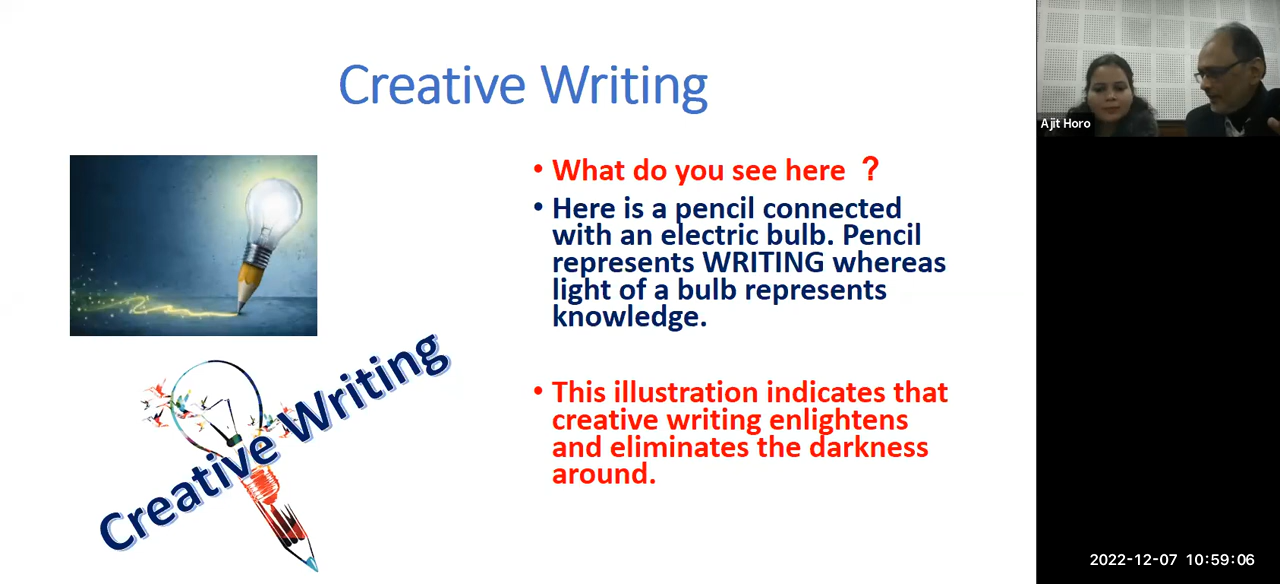 Creative Writing
• What do you see here ?
• Here is a pencil connected
with an electric bulb. Pencil
represents WRITING whereas
light of a bulb represents
knowledge.
• This illustration indicates that
creative writing enlightens
and eliminates the darkness
around.
Creative Writing
Ajit Horo
2022-12-07 10:59:06